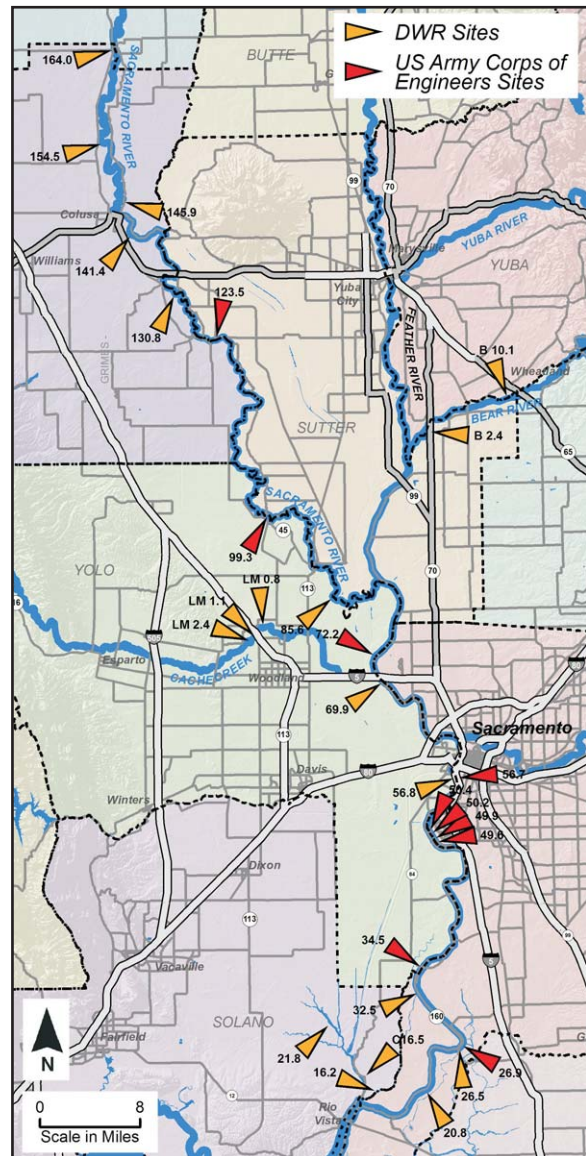 DWR Sites
US Army Corps of
Engineers Sites
BUTTE
164.0
SACRAMENTO RIVER
99
70
154.5
145.9
Colusa
YUBA RIVER
Marysville
YUBA
Williams
141.4
Yuba
City
123.5
130.8
GRIMES -
FEATHER RIVER
B 10.1
Wheatland
BEAR RIVER
B 2.4
SUTTER
65
99
SACRAMENTO RIVER
45
99.3
70
YOLO
LM 0.8
113
LM 1.1
16
LM 2.4
85.6
72.2
505
Esparto
CACHE CREEK
Woodland
5
69.9
Sacramento
113
80
Davis
56.7
56.8
50.4
50.2
49.9
49.6
Winters
84
Dixon
113
34.5
5
Vacaville
32.5
160
SOLANO
C16.5
Fairfield
21.8
16.2
26.9
26.5
12
Rio
Vista
20.8
N
0 8
Scale in Miles